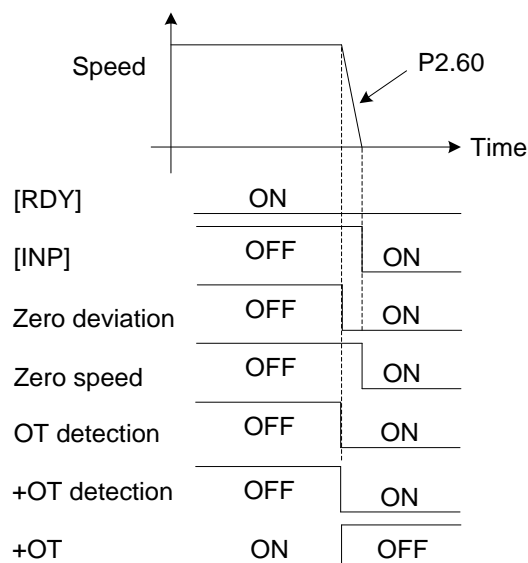 Speed
P2.60
Time
[RDY] ON
[INP] OFF ON
Zero deviation OFF ON
Zero speed OFF ON
OT detection OFF ON
+OT detection OFF ON
+OT ON OFF